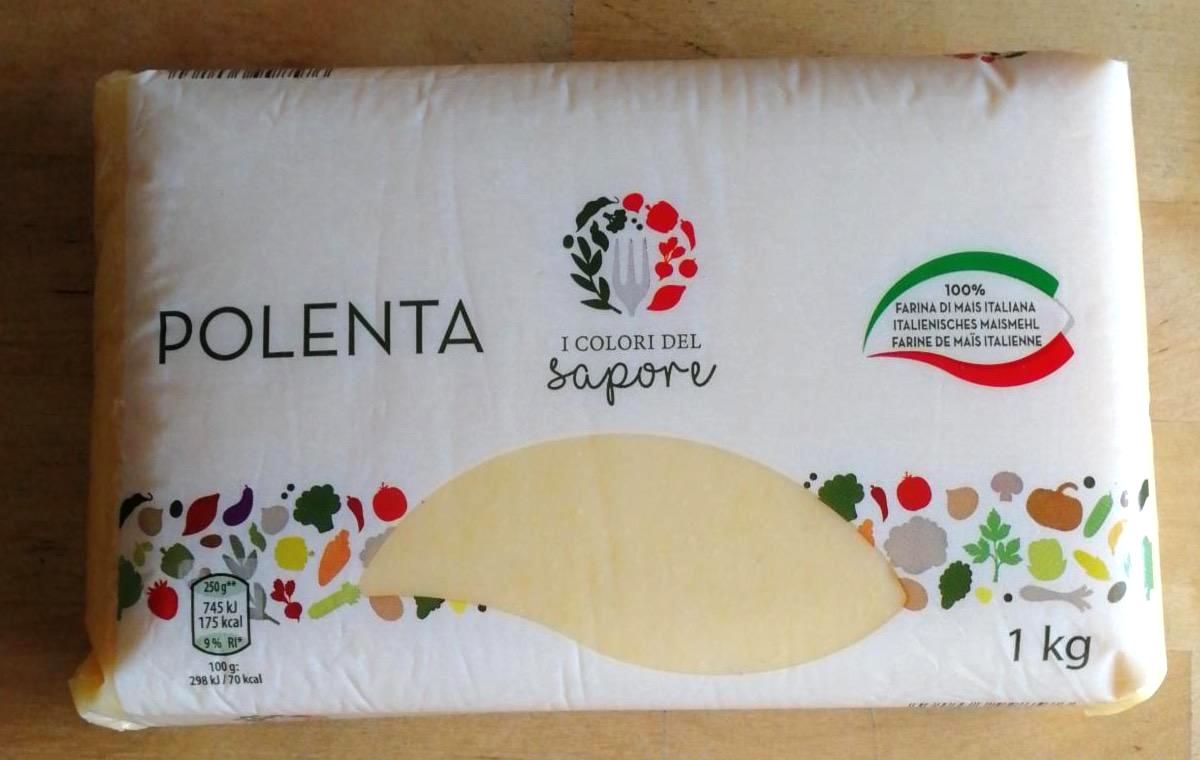 POLENTA
I COLORI DEL
sapore
100%
FARINA DI MAIS ITALIANA
ITALIENISCHES MAISMEHL
FARINE DE MAÏS ITALIENNE
250 g**
745 kJ
175 kcal
9% RI*
100 g:
298 kJ / 70 kcal
1 kg